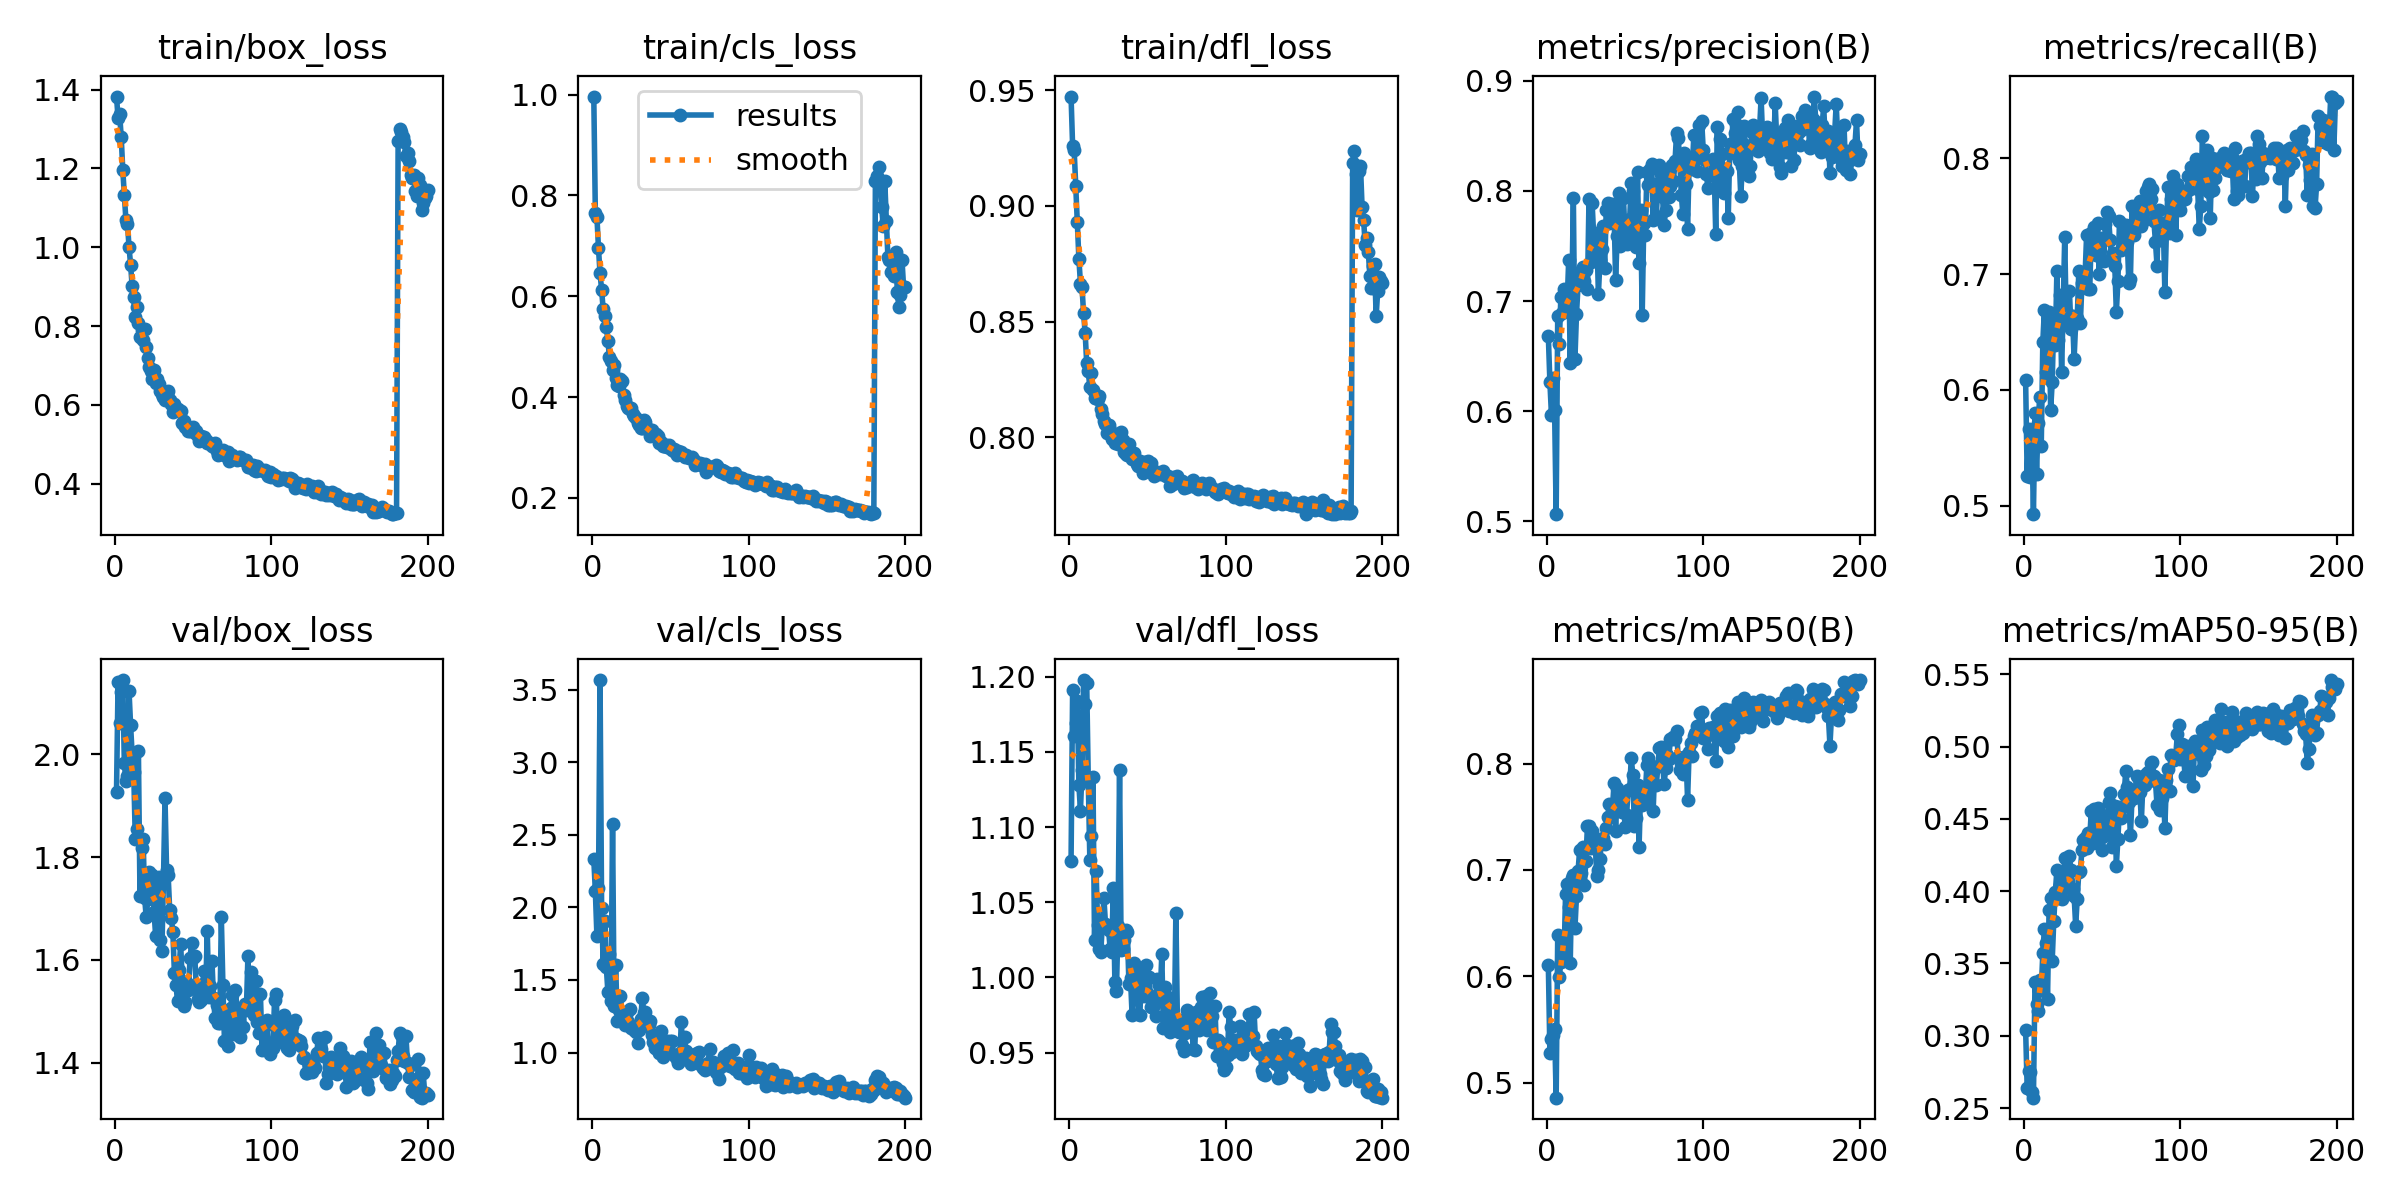 train/box_loss
train/cls_loss
train/dfl_loss
metrics/precision(B)
metrics/recall(B)
1.4
1.2
1.0
0.8
0.6
0.4
0 100 200
1.0
0.8
0.6
0.4
0.2
results
smooth
0 100 200
0.95
0.90
0.85
0.80
0 100 200
0.9
0.8
0.7
0.6
0.5
0 100 200
0.8
0.7
0.6
0.5
0 100 200
val/box_loss
val/cls_loss
val/dfl_loss
metrics/mAP50(B)
metrics/mAP50-95(B)
2.0
1.8
1.6
1.4
0 100 200
3.5
3.0
2.5
2.0
1.5
1.0
0 100 200
1.20
1.15
1.10
1.05
1.00
0.95
0 100 200
0.8
0.7
0.6
0.5
0 100 200
0.55
0.50
0.45
0.40
0.35
0.30
0.25
0 100 200